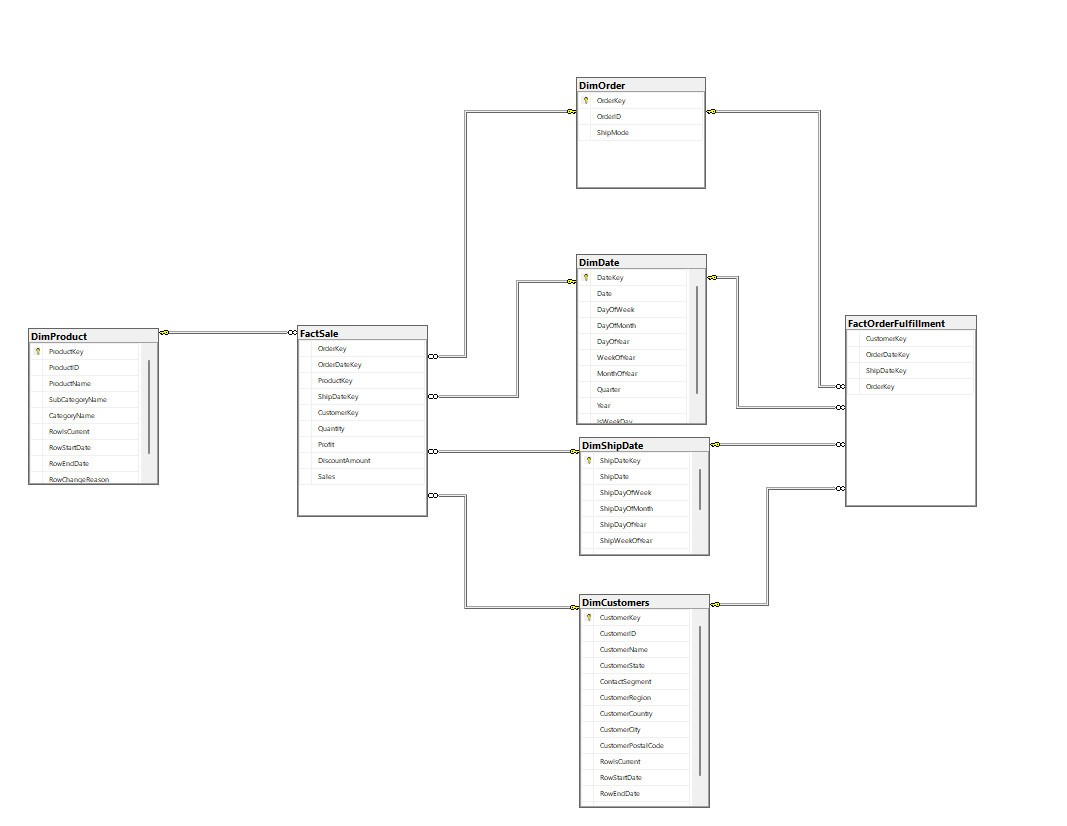 DimOrder
OrderKey
OrderID
ShipMode
DimDate
DateKey
Date
DayOfWeek
DayOfMonth
DayOfYear
WeekOfYear
MonthOfYear
Quarter
Year
IsWeekDay
DimProduct
ProductKey
ProductID
ProductName
SubCategoryName
CategoryName
RowIsCurrent
RowStartDate
RowEndDate
RowChangeReason
FactSale
OrderKey
OrderDateKey
ProductKey
ShipDateKey
CustomerKey
Quantity
Profit
DiscountAmount
Sales
FactOrderFulfillment
CustomerKey
OrderDateKey
ShipDateKey
OrderKey
DimShipDate
ShipDateKey
ShipDate
ShipDayOfWeek
ShipDayOfMonth
ShipDayOfYear
ShipWeekOfYear
DimCustomers
CustomerKey
CustomerID
CustomerName
CustomerState
ContactSegment
CustomerRegion
CustomerCountry
CustomerCity
CustomerPostalCode
RowIsCurrent
RowStartDate
RowEndDate